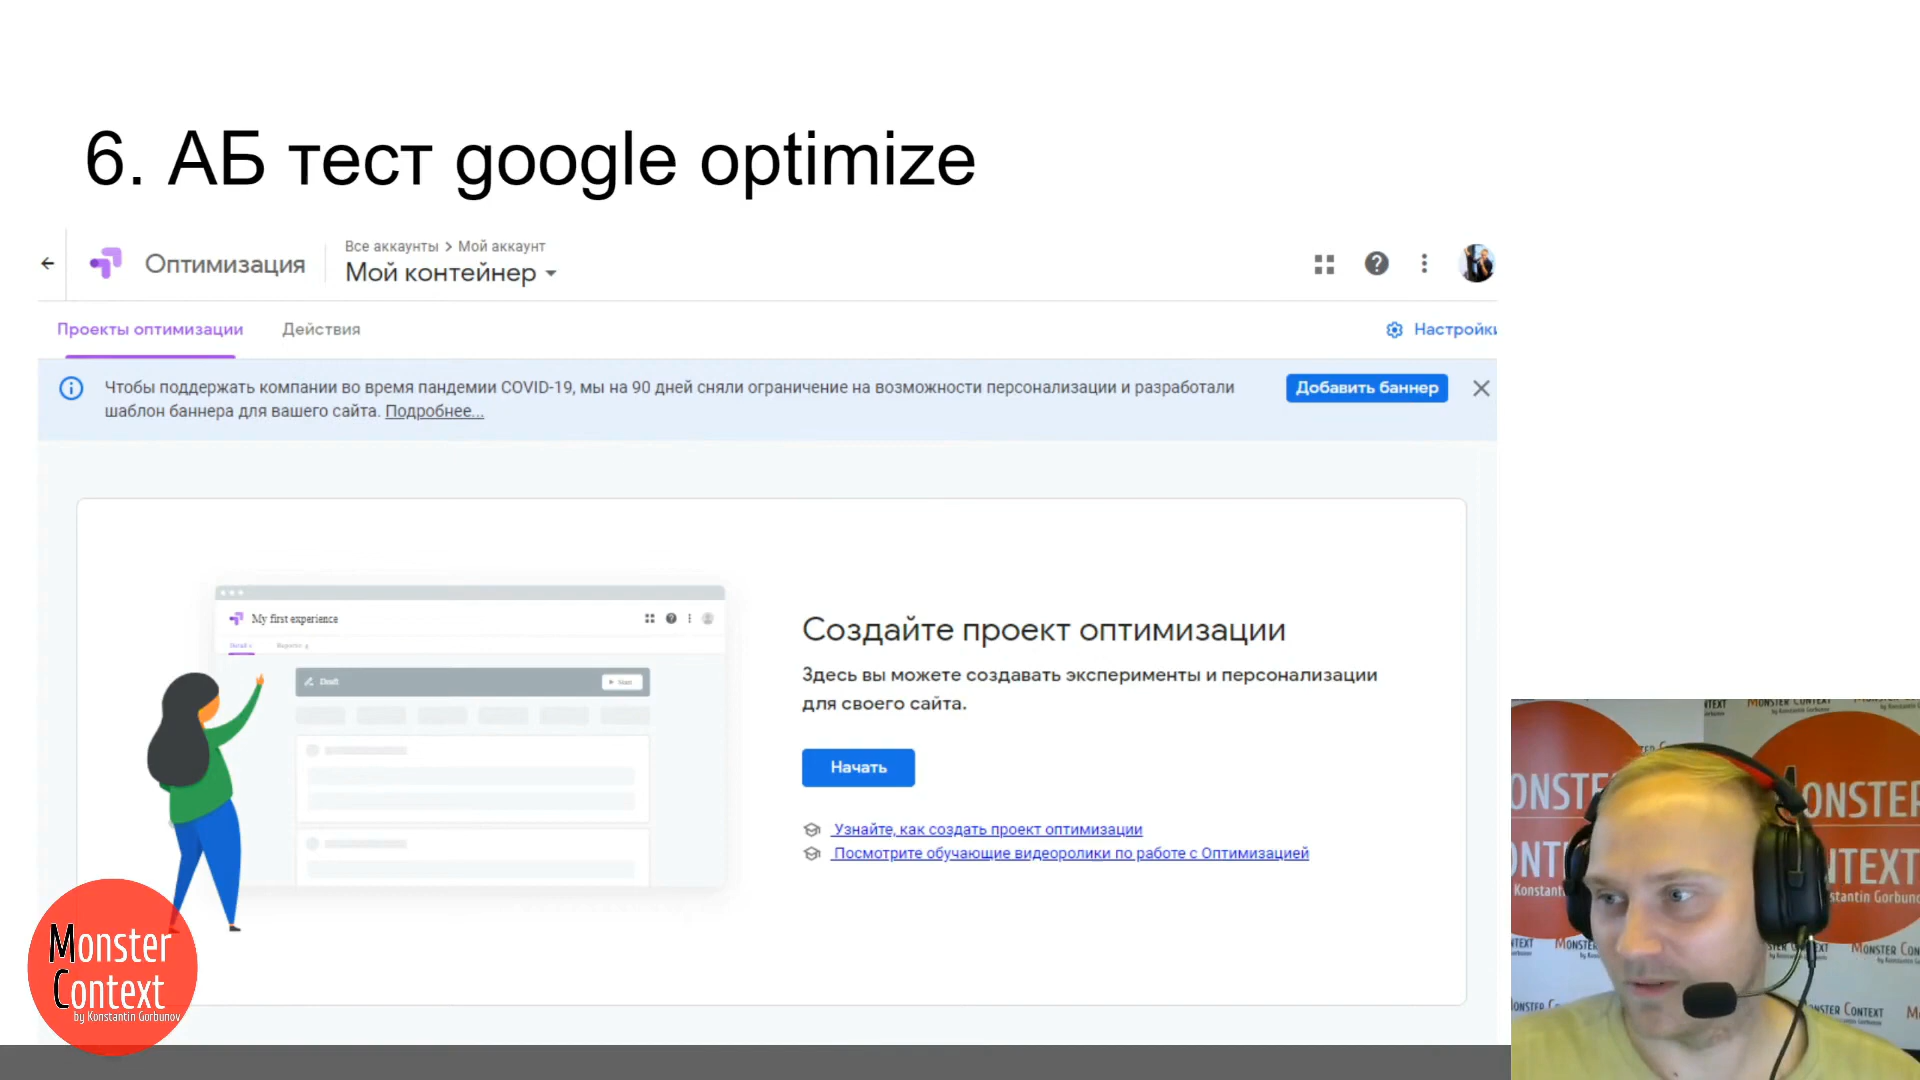 6. АБ тест google optimize
Оптимизация
Все аккаунты > Мой аккаунт
Мой контейнер
Проекты оптимизации
Действия
Настройки
Чтобы поддержать компании во время пандемии COVID-19, мы на 90 дней сняли ограничение на возможности персонализации и разработали
шаблон баннера для вашего сайта. Подробнее...
Добавить баннер
My first experience
Draft
Start
Создайте проект оптимизации
Здесь вы можете создавать эксперименты и персонализации
для своего сайта.
Начать
Узнайте, как создать проект оптимизации
Посмотрите обучающие видеоролики по работе с Оптимизацией
Monster
Context
by Konstantin Gorbunov